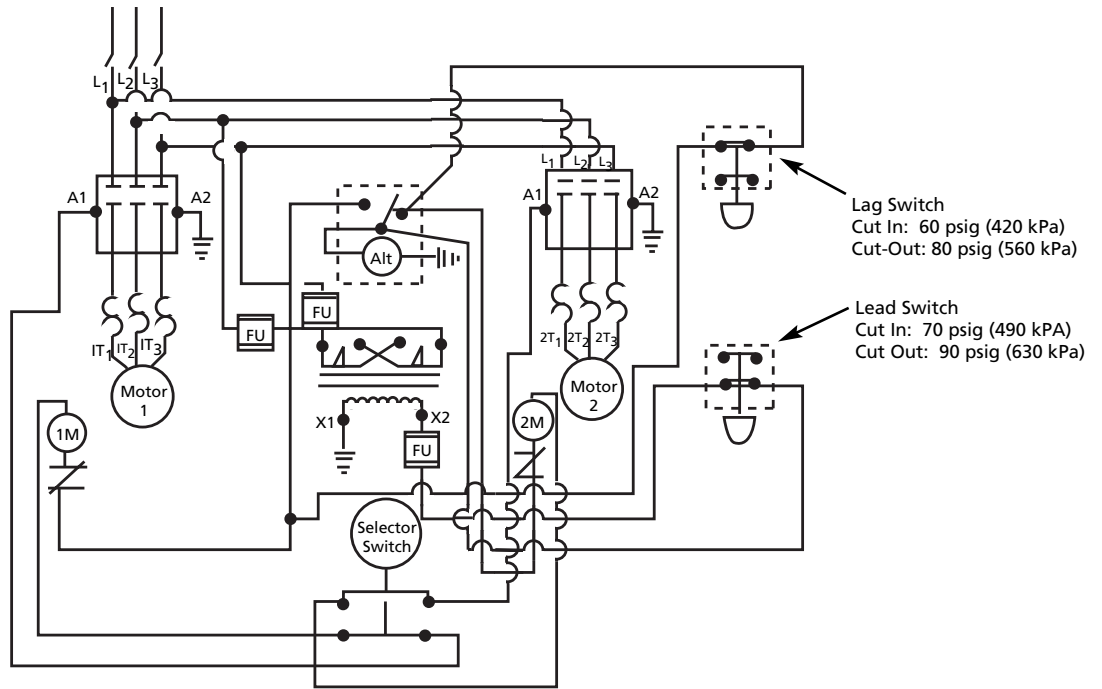 L1 L2 L3
A1
A2
L1 L2 L3
A1
A2
Alt
Lag Switch
Cut In: 60 psig (420 kPa)
Cut-Out: 80 psig (560 kPa)
FU
FU
IT1 IT2 IT3
2T1 2T2 2T3
Lead Switch
Cut In: 70 psig (490 kPA)
Cut Out: 90 psig (630 kPa)
Motor
1
Motor
2
1M
X1
X2
2M
FU
Selector
Switch